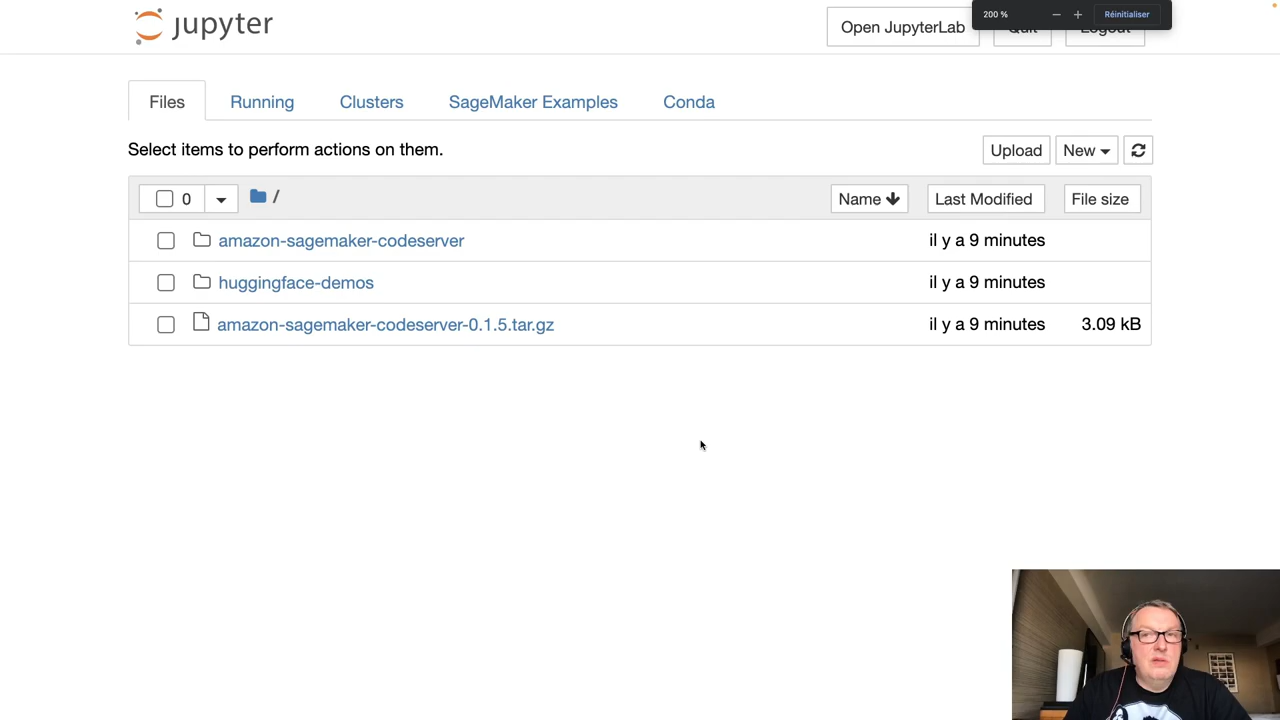 jupyter
Open JupyterLab
Quit
Logout
200 %
Réinitialiser
Files
Running
Clusters
SageMaker Examples
Conda
Select items to perform actions on them.
Upload
New
0
/
Name
Last Modified
File size
amazon-sagemaker-codeserver
il y a 9 minutes
huggingface-demos
il y a 9 minutes
amazon-sagemaker-codeserver-0.1.5.tar.gz
il y a 9 minutes
3.09 kB